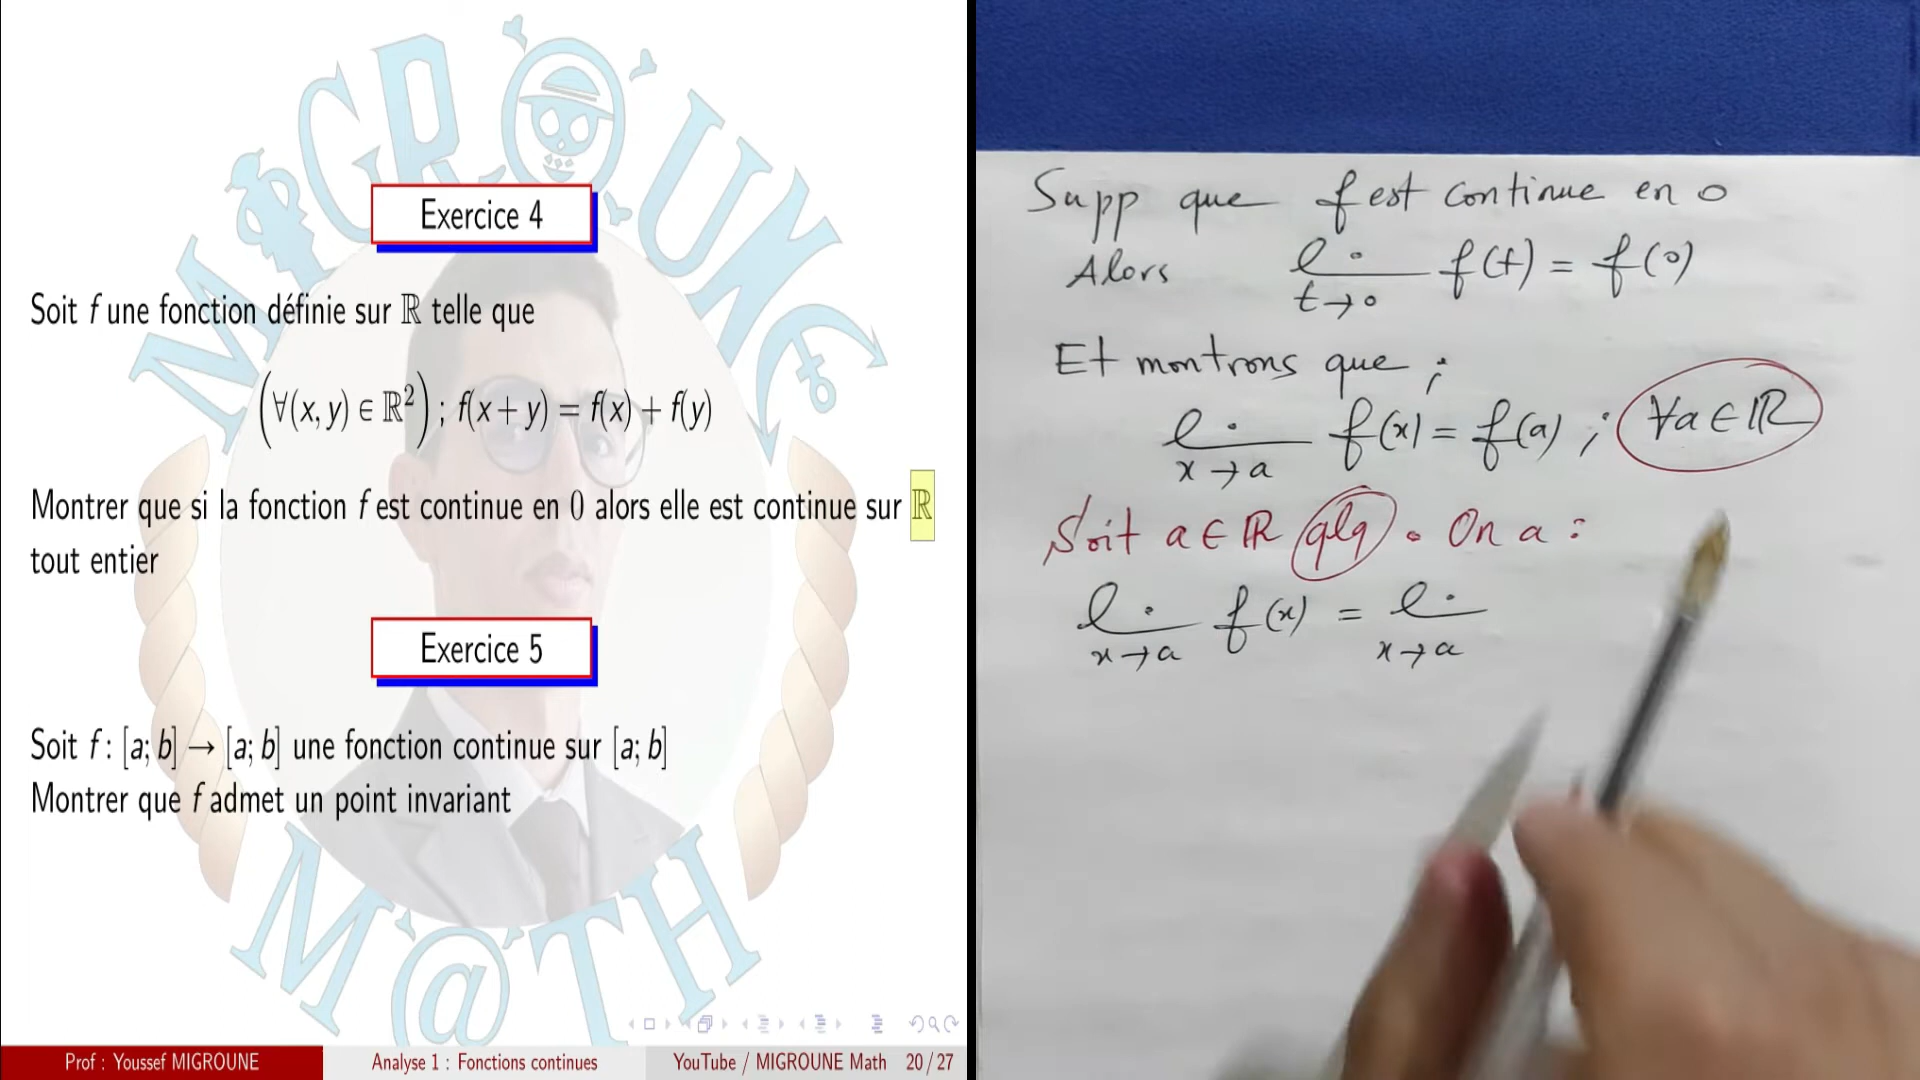 MIGROUNE
M@TH
Exercice 4
Soit f une fonction définie sur ℝ telle que
(∀(x, y) ∈ ℝ²) ; f(x + y) = f(x) + f(y)
Montrer que si la fonction f est continue en 0 alors elle est continue sur ℝ
tout entier
Exercice 5
Soit f : [a; b] → [a; b] une fonction continue sur [a; b]
Montrer que f admet un point invariant
Prof : Youssef MIGROUNE
Analyse 1 : Fonctions continues
YouTube / MIGROUNE Math 20 / 27
Supp que f est continue en 0
Alors lim f(t) = f(0)
t → 0
Et montrons que ;
lim f(x) = f(a) ; ∀a ∈ ℝ
x → a
Soit a ∈ ℝ qlq . On a :
lim f(x) = lim
x → a x → a